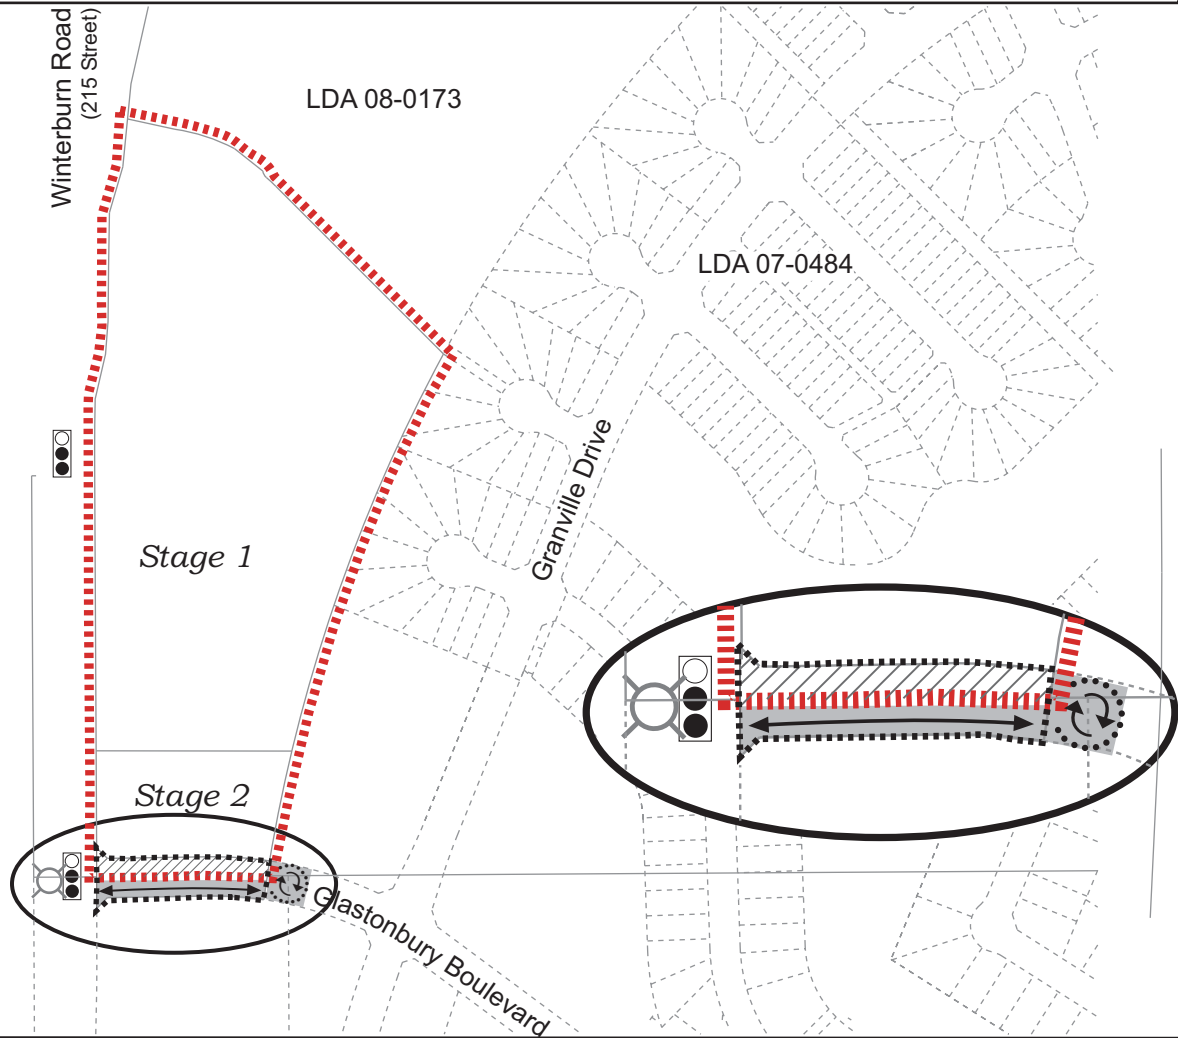 Winterburn Road
(215 Street)
LDA 08-0173
LDA 07-0484
Granville Drive
Stage 1
Stage 2
Glastonbury Boulevard